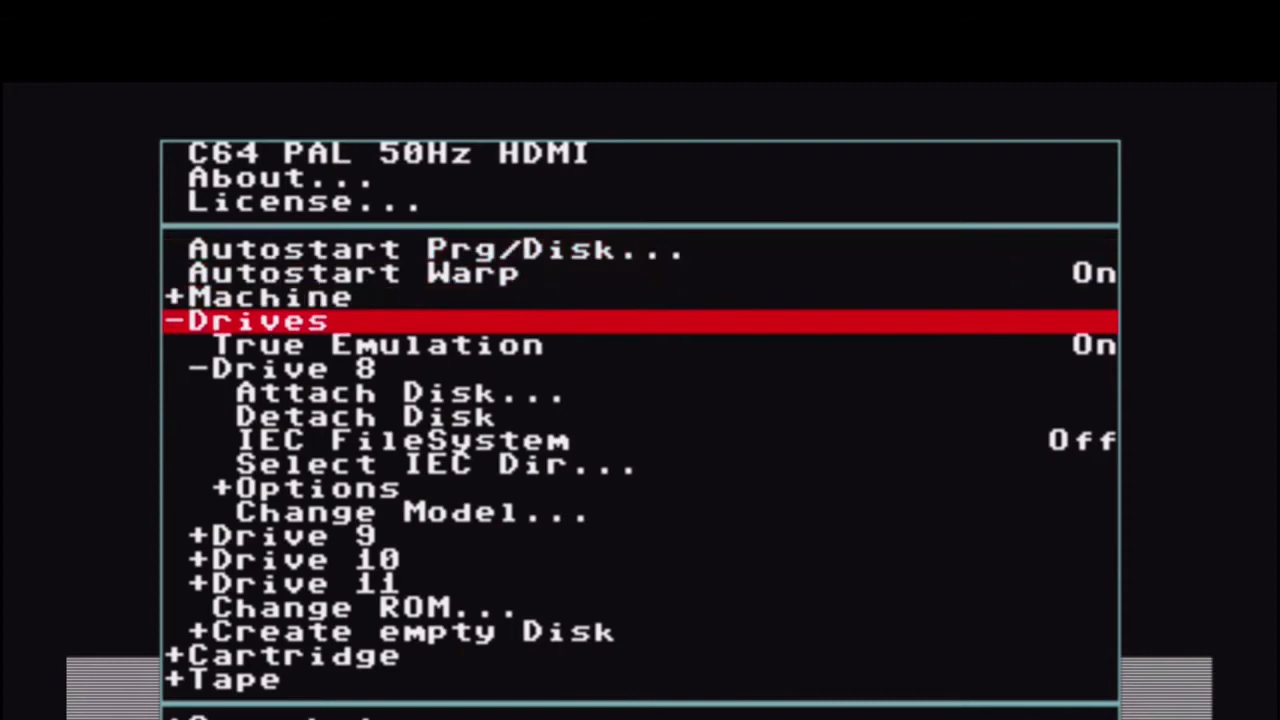 C64 PAL 50Hz HDMI
About...
License...
Autostart Prg/Disk...
Autostart Warp On
+Machine
-Drives
True Emulation On
-Drive 8
Attach Disk...
Detach Disk
IEC FileSystem Off
Select IEC Dir...
+Options
Change Model...
+Drive 9
+Drive 10
+Drive 11
Change ROM...
+Create empty Disk
+Cartridge
+Tape